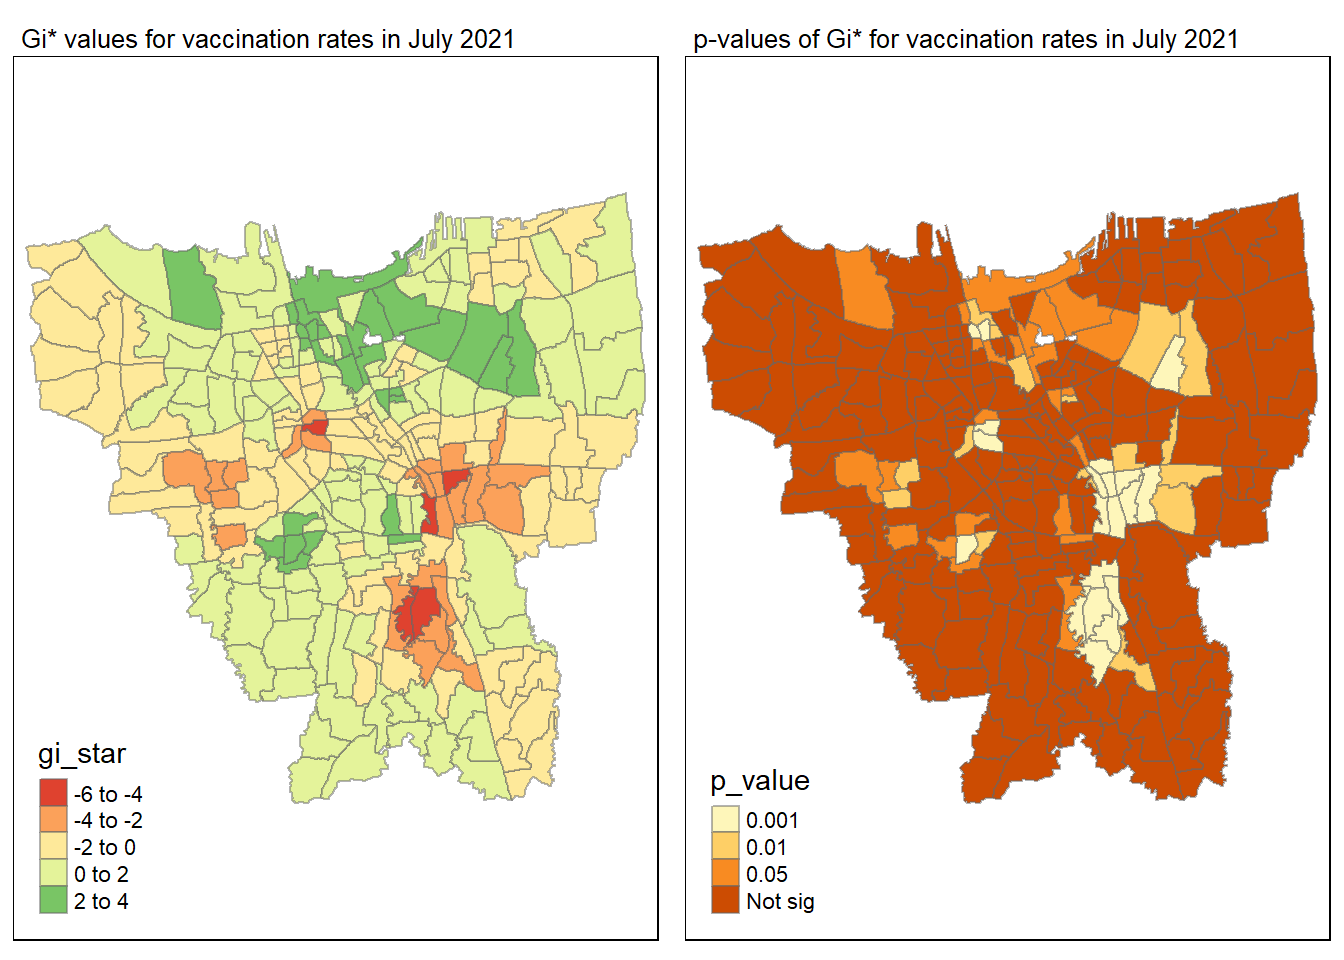 Gi* values for vaccination rates in July 2021
gi_star
-6 to -4
-4 to -2
-2 to 0
0 to 2
2 to 4
p-values of Gi* for vaccination rates in July 2021
p_value
0.001
0.01
0.05
Not sig